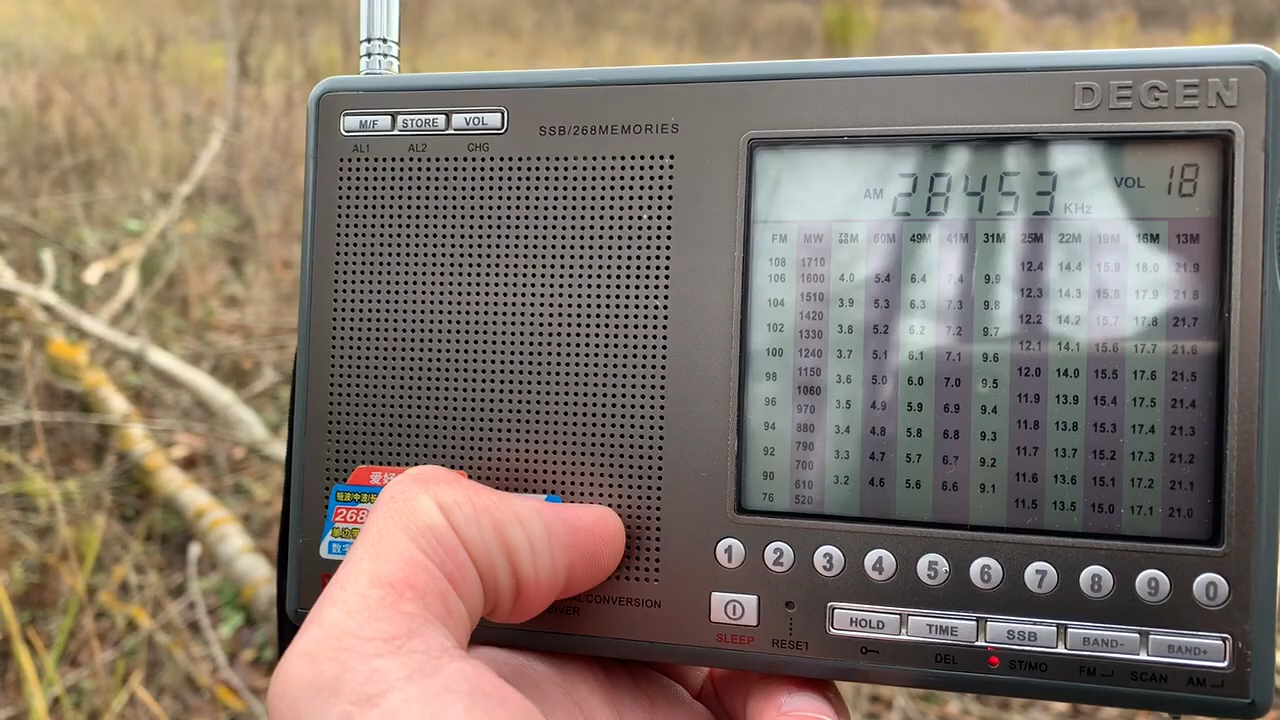 DEGEN
M/F STORE VOL
AL1 AL2 CHG
SSB/268MEMORIES
AM 28453 KHz VOL 18
FM MW 60M 49M 41M 31M 25M 22M 19M 16M 13M
108 1710 12.4 14.4 15.9 18.0 21.9
106 1600 4.0 5.4 6.4 7.4 9.9
1510 12.3 14.3 15.8 17.9 21.8
104 3.9 5.3 6.3 7.3 9.8
1420 12.2 14.2 15.7 17.8 21.7
102 1330 3.8 5.2 6.2 7.2 9.7
12.1 14.1 15.6 17.7 21.6
100 1240 3.7 5.1 6.1 7.1 9.6
1150 12.0 14.0 15.5 17.6 21.5
98 3.6 5.0 6.0 7.0 9.5
1060 11.9 13.9 15.4 17.5 21.4
96 970 3.5 4.9 5.9 6.9 9.4
94 880 3.4 4.8 5.8 6.8 9.3
11.8 13.8 15.3 17.4 21.3
790 11.7 13.7 15.2 17.3 21.2
92 3.3 4.7 5.7 6.7 9.2
700 11.6 13.6 15.1 17.2 21.1
90 610 3.2 4.6 5.6 6.6 9.1
76 520 11.5 13.5 15.0 17.1 21.0
爱好
短波/中波/
268
单边带
数字
CONVERSION
1 2 3 4 5 6 7 8 9 0
HOLD TIME SSB BAND- BAND+
SLEEP RESET DEL ST/MO FM SCAN AM